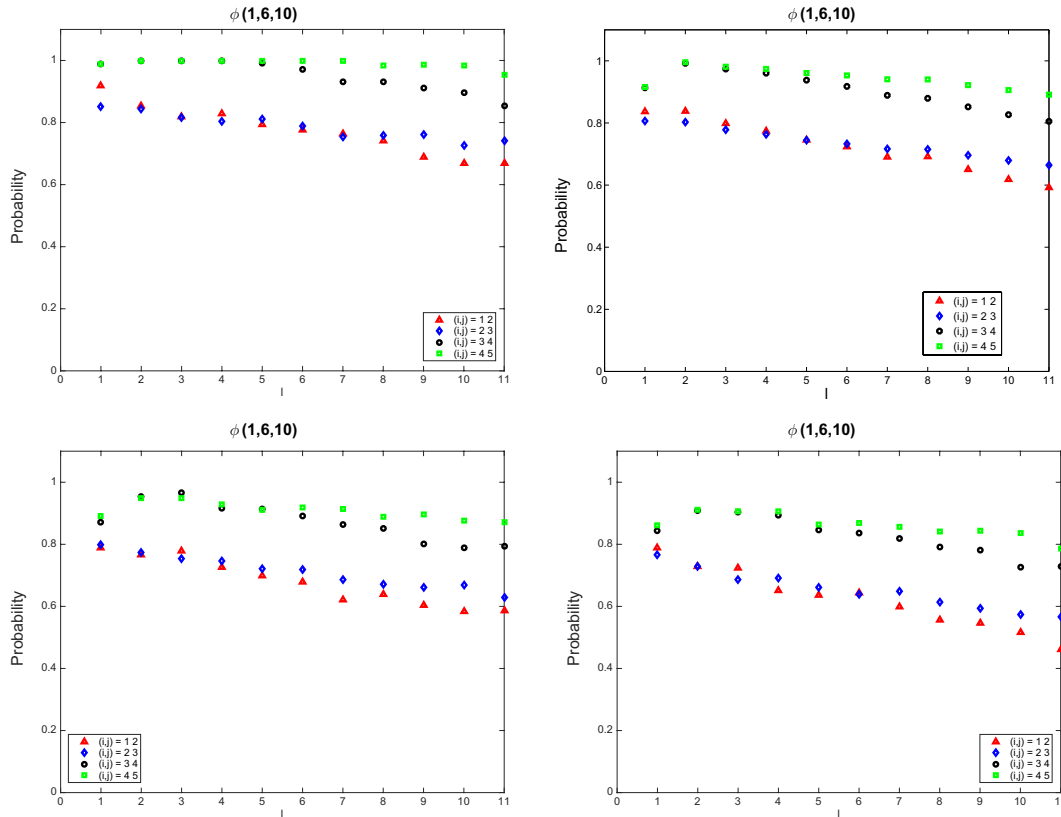 ϕ(1,6,10)
Probability
1
0.8
0.6
0.4
0.2
0
0 1 2 3 4 5 6 7 8 9 10 11
l
(i,j) = 1 2
(i,j) = 2 3
(i,j) = 3 4
(i,j) = 4 5
ϕ(1,6,10)
Probability
1
0.8
0.6
0.4
0.2
0
0 1 2 3 4 5 6 7 8 9 10 11
l
(i,j) = 1 2
(i,j) = 2 3
(i,j) = 3 4
(i,j) = 4 5
ϕ(1,6,10)
Probability
1
0.8
0.6
0.4
0.2
0
0 1 2 3 4 5 6 7 8 9 10 11
l
(i,j) = 1 2
(i,j) = 2 3
(i,j) = 3 4
(i,j) = 4 5
ϕ(1,6,10)
Probability
1
0.8
0.6
0.4
0.2
0
0 1 2 3 4 5 6 7 8 9 10 1
l
(i,j) = 1 2
(i,j) = 2 3
(i,j) = 3 4
(i,j) = 4 5